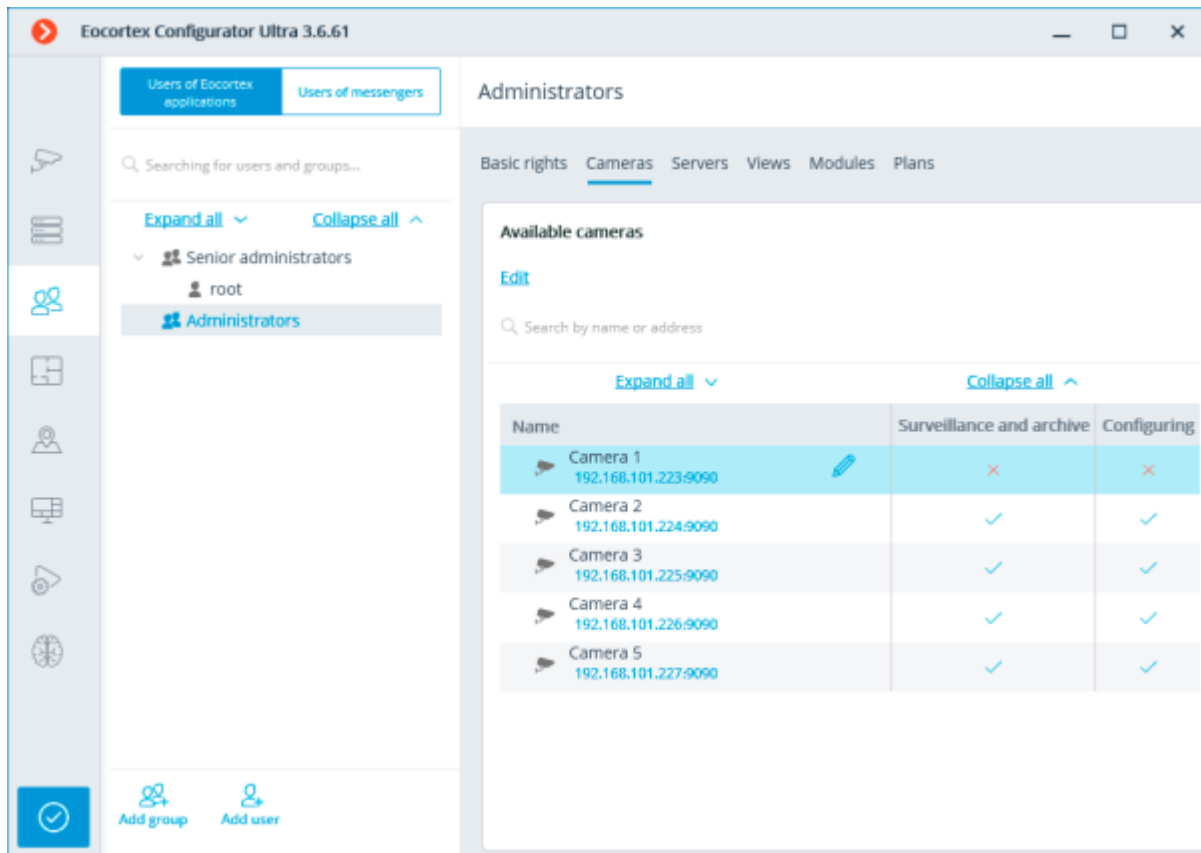 Eocortex Configurator Ultra 3.6.61
Users of Eocortex
applications
Users of messengers
Searching for users and groups...
Expand all
Collapse all
Senior administrators
root
Administrators
Add group
Add user
Administrators
Basic rights Cameras Servers Views Modules Plans
Available cameras
Edit
Search by name or address
Expand all
Collapse all
Name Surveillance and archive Configuring
Camera 1
192.168.101.223:9090
Camera 2
192.168.101.224:9090
Camera 3
192.168.101.225:9090
Camera 4
192.168.101.226:9090
Camera 5
192.168.101.227:9090